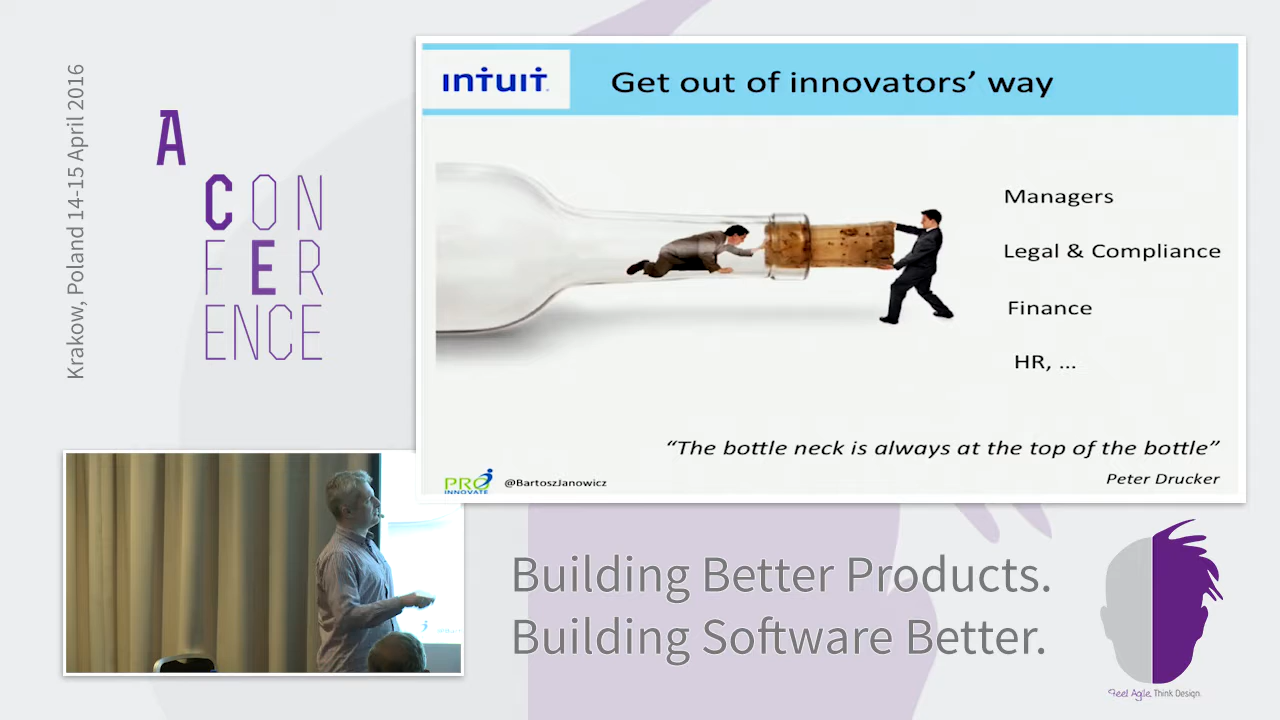 Krakow, Poland 14-15 April 2016
A
CON
FER
ENCE
intuit
Get out of innovators’ way
Managers
Legal & Compliance
Finance
HR, ...
“The bottle neck is always at the top of the bottle”
Peter Drucker
PRO
INNOVATE
@BartoszJanowicz
Building Better Products.
Building Software Better.
Feel Agile. Think Design.